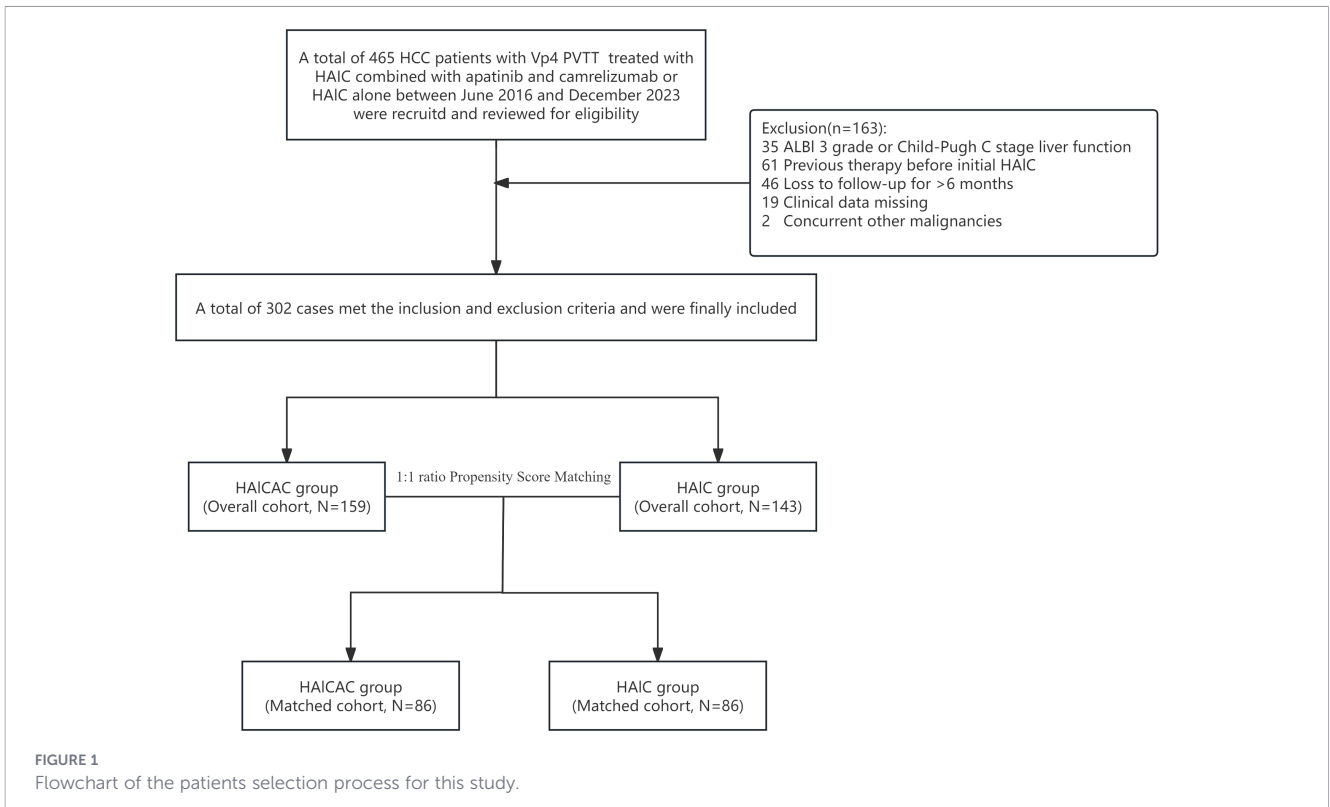 A total of 465 HCC patients with Vp4 PVTT treated with
HAIC combined with apatinib and camrelizumab or
HAIC alone between June 2016 and December 2023
were recruitd and reviewed for eligibility
Exclusion(n=163):
35 ALBI 3 grade or Child-Pugh C stage liver function
61 Previous therapy before initial HAIC
46 Loss to follow-up for >6 months
19 Clinical data missing
2 Concurrent other malignancies
A total of 302 cases met the inclusion and exclusion criteria and were finally included
HAICAC group
(Overall cohort, N=159)
1:1 ratio Propensity Score Matching
HAIC group
(Overall cohort, N=143)
HAICAC group
(Matched cohort, N=86)
HAIC group
(Matched cohort, N=86)
FIGURE 1
Flowchart of the patients selection process for this study.